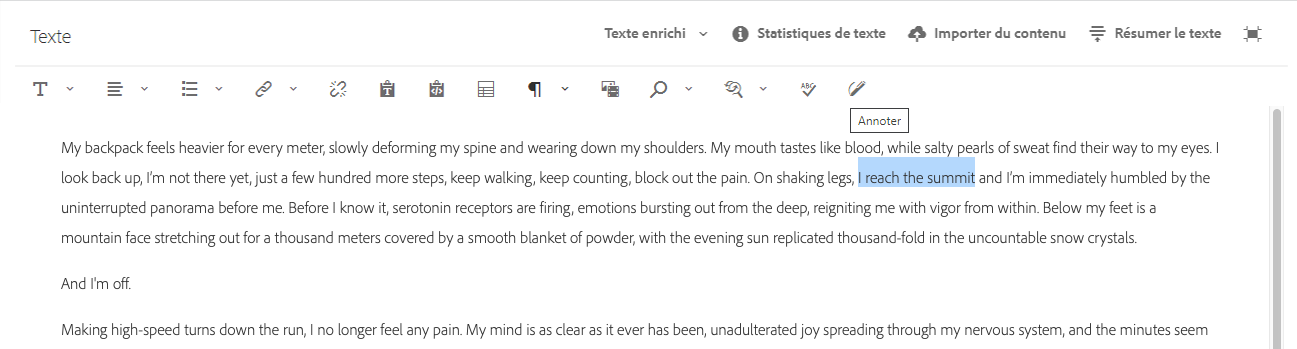 Texte
Texte enrichi
Statistiques de texte
Importer du contenu
Résumer le texte
ABC
Annoter
My backpack feels heavier for every meter, slowly deforming my spine and wearing down my shoulders. My mouth tastes like blood, while salty pearls of sweat find their way to my eyes. I
look back up, I'm not there yet, just a few hundred more steps, keep walking, keep counting, block out the pain. On shaking legs, I reach the summit and I'm immediately humbled by the
uninterrupted panorama before me. Before I know it, serotonin receptors are firing, emotions bursting out from the deep, reigniting me with vigor from within. Below my feet is a
mountain face stretching out for a thousand meters covered by a smooth blanket of powder, with the evening sun replicated thousand-fold in the uncountable snow crystals.
And I'm off.
Making high-speed turns down the run, I no longer feel any pain. My mind is as clear as it ever has been, unadulterated joy spreading through my nervous system, and the minutes seem